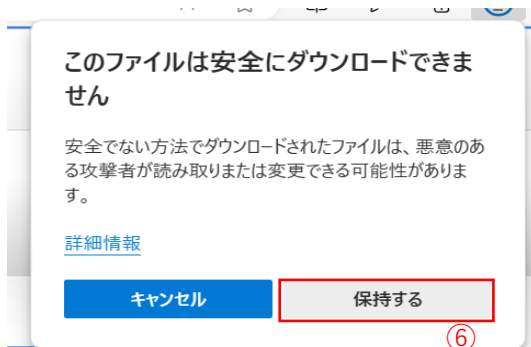 このファイルは安全にダウンロードできま
せん
安全でない方法でダウンロードされたファイルは、悪意のあ
る攻撃者が読み取りまたは変更できる可能性がありま
す。
詳細情報
キャンセル 保持する
⑥